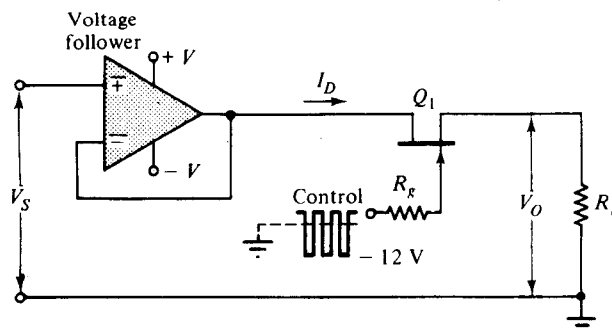 Voltage
follower
+ V
+
−
− V
I_D
Q_1
V_S
Control
R_g
− 12 V
V_O